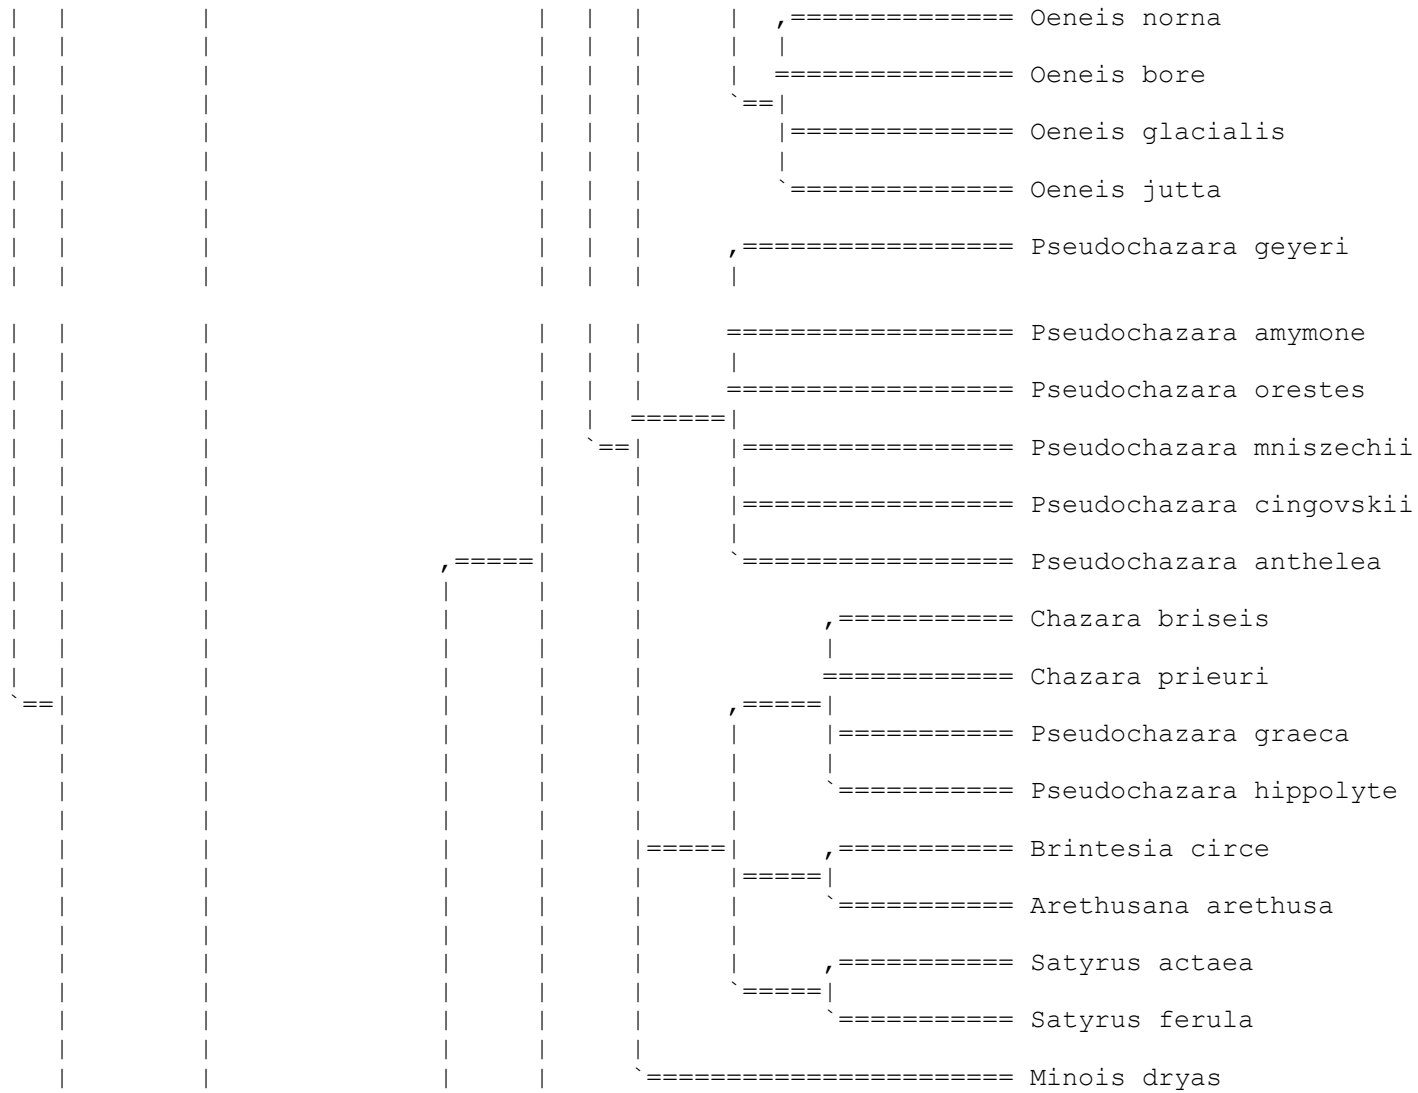 Oeneis norna
Oeneis bore
Oeneis glacialis
Oeneis jutta
Pseudochazara geyeri
Pseudochazara amymone
Pseudochazara orestes
Pseudochazara mniszechii
Pseudochazara cingovskii
Pseudochazara anthelea
Chazara briseis
Chazara prieuri
Pseudochazara graeca
Pseudochazara hippolyte
Brintesia circe
Arethusana arethusa
Satyrus actaea
Satyrus ferula
Minois dryas